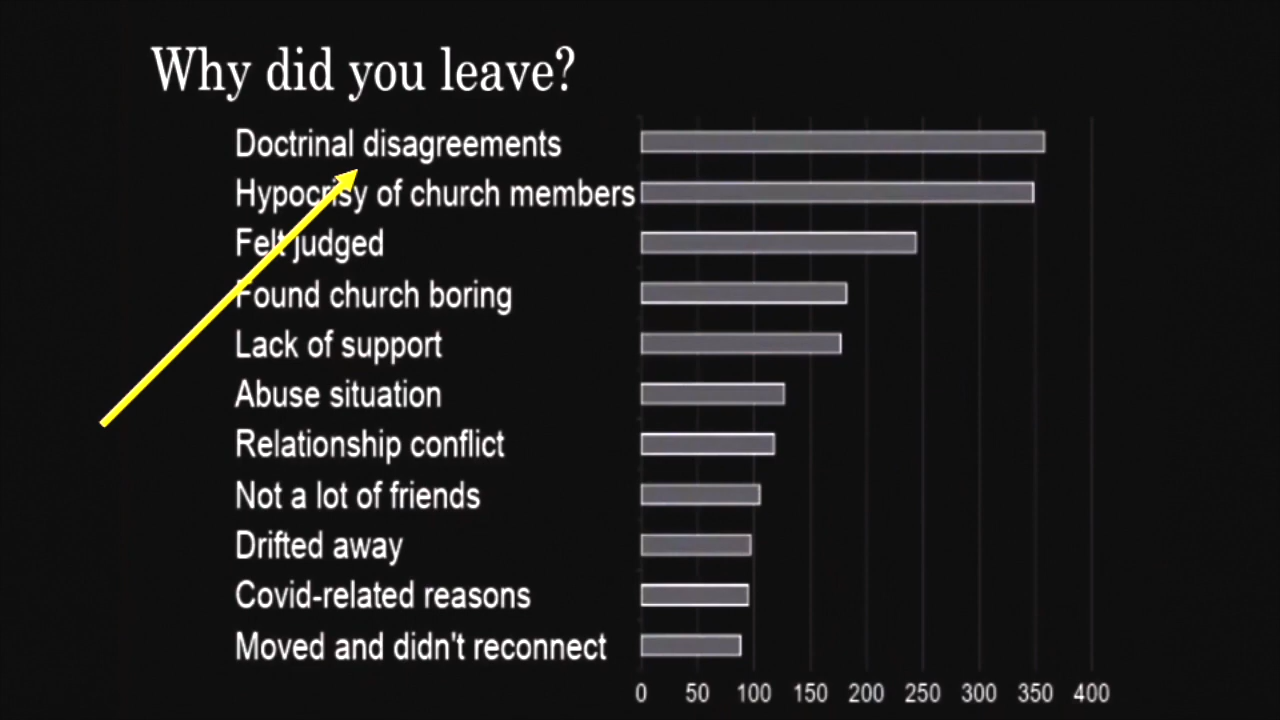 Why did you leave?
Doctrinal disagreements
Hypocrisy of church members
Felt judged
Found church boring
Lack of support
Abuse situation
Relationship conflict
Not a lot of friends
Drifted away
Covid-related reasons
Moved and didn't reconnect
0 50 100 150 200 250 300 350 400